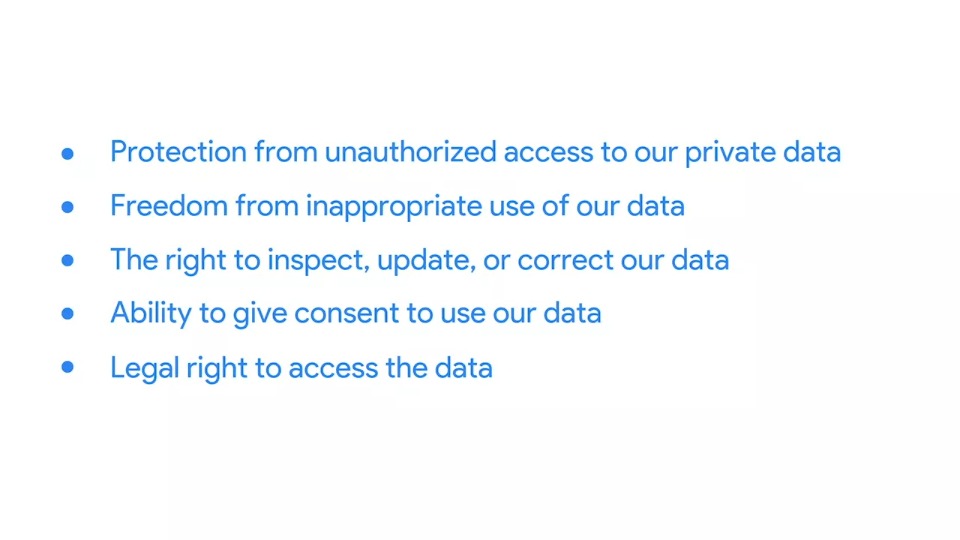 ● Protection from unauthorized access to our private data
● Freedom from inappropriate use of our data
● The right to inspect, update, or correct our data
● Ability to give consent to use our data
● Legal right to access the data